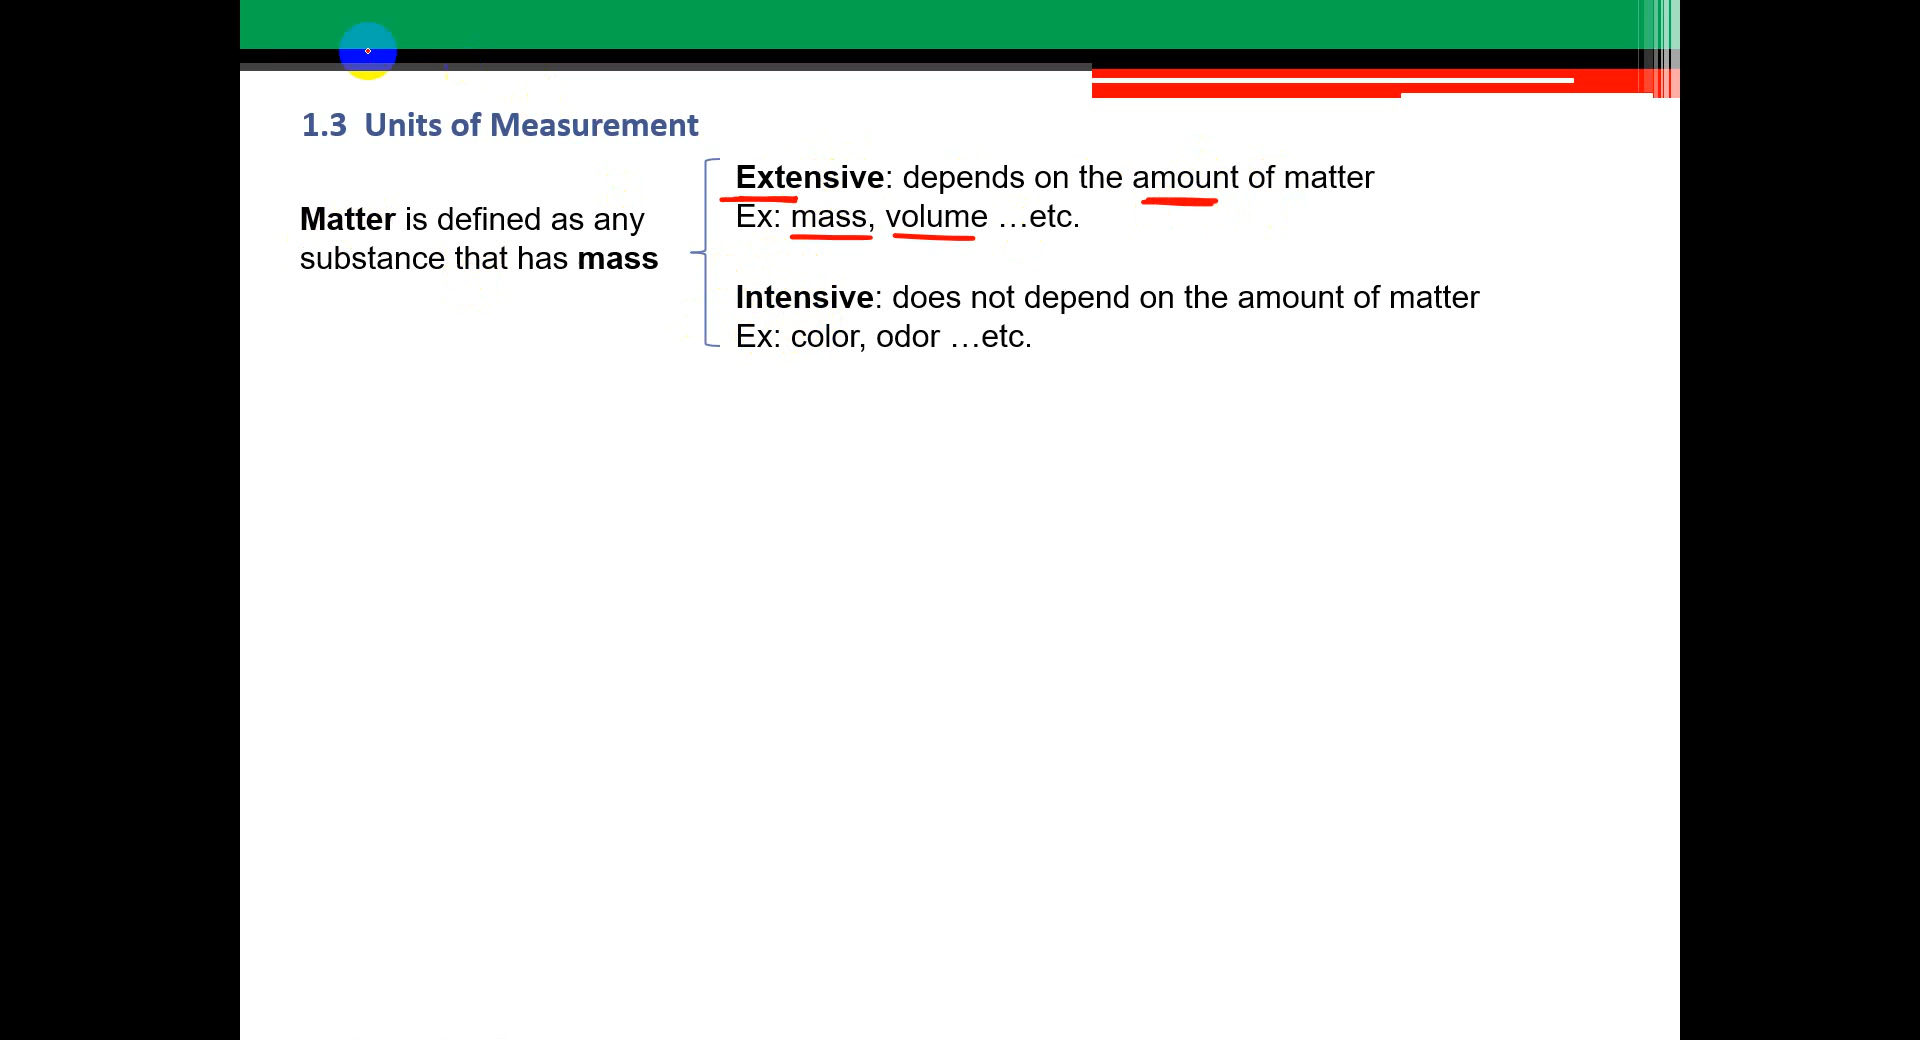 1.3 Units of Measurement
Matter is defined as any
substance that has mass
Extensive: depends on the amount of matter
Ex: mass, volume …etc.
Intensive: does not depend on the amount of matter
Ex: color, odor …etc.